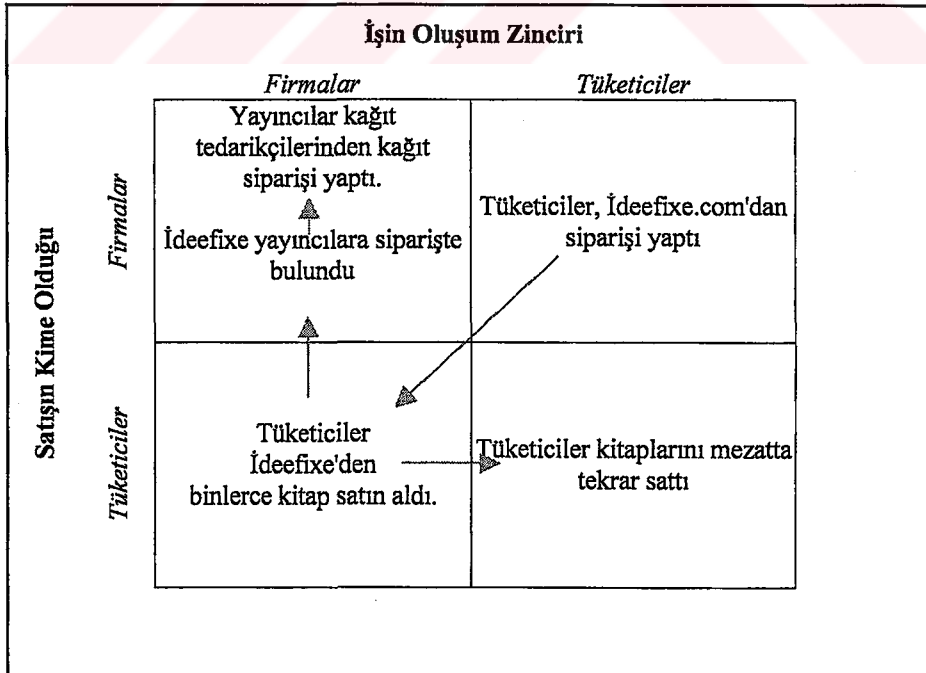 İşin Oluşum Zinciri
Firmalar
Tüketiciler
Satışın Kime Olduğu
Firmalar
Yayıncılar kağıt
tedarikçilerinden kağıt
siparişi yaptı.
İdeefixe yayıncılara siparişte
bulundu
Tüketiciler, İdeefixe.com'dan
siparişi yaptı
Tüketiciler
Tüketiciler
İdeefixe'den
binlerce kitap satın aldı.
Tüketiciler kitaplarını mezatta
tekrar sattı